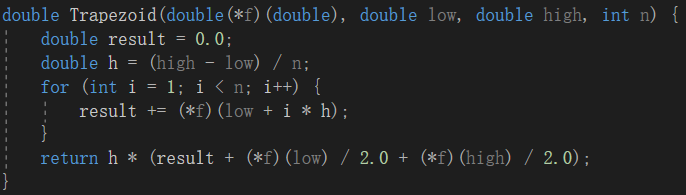 double Trapezoid(double(*f)(double), double low, double high, int n) {
    double result = 0.0;
    double h = (high - low) / n;
    for (int i = 1; i < n; i++) {
        result += (*f)(low + i * h);
    }
    return h * (result + (*f)(low) / 2.0 + (*f)(high) / 2.0);
}